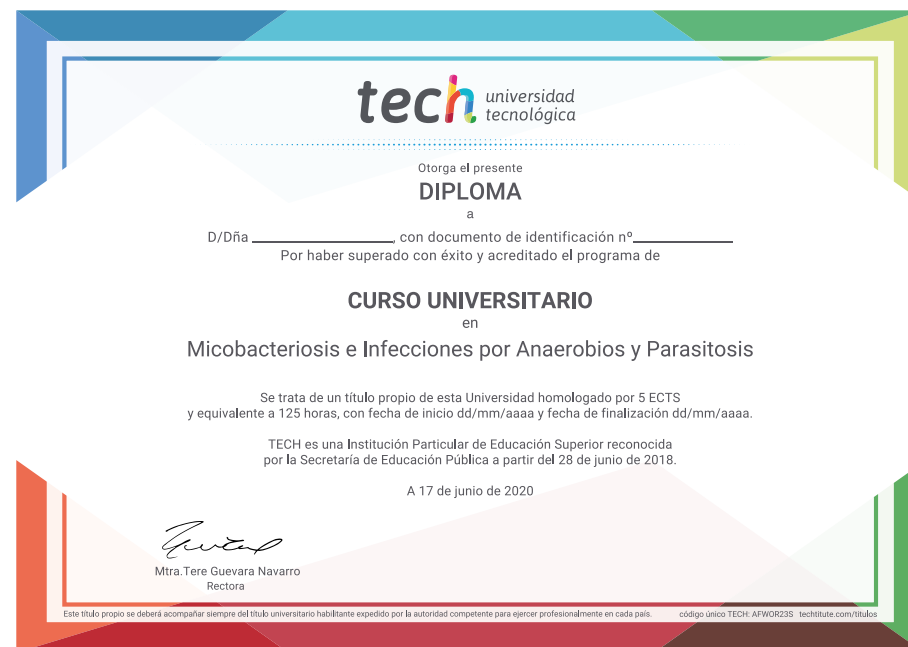 tech universidad
tecnológica
Otorga el presente
DIPLOMA
a
D/Dña ____________________, con documento de identificación nº______________
Por haber superado con éxito y acreditado el programa de
CURSO UNIVERSITARIO
en
Micobacteriosis e Infecciones por Anaerobios y Parasitosis
Se trata de un título propio de esta Universidad homologado por 5 ECTS
y equivalente a 125 horas, con fecha de inicio dd/mm/aaaa y fecha de finalización dd/mm/aaaa.
TECH es una Institución Particular de Educación Superior reconocida
por la Secretaría de Educación Pública a partir del 28 de junio de 2018.
A 17 de junio de 2020
Mtra.Tere Guevara Navarro
Rectora
Este título propio se deberá acompañar siempre del título universitario habilitante expedido por la autoridad competente para ejercer profesionalmente en cada país. código único TECH: AFWOR23S techtitute.com/títulos